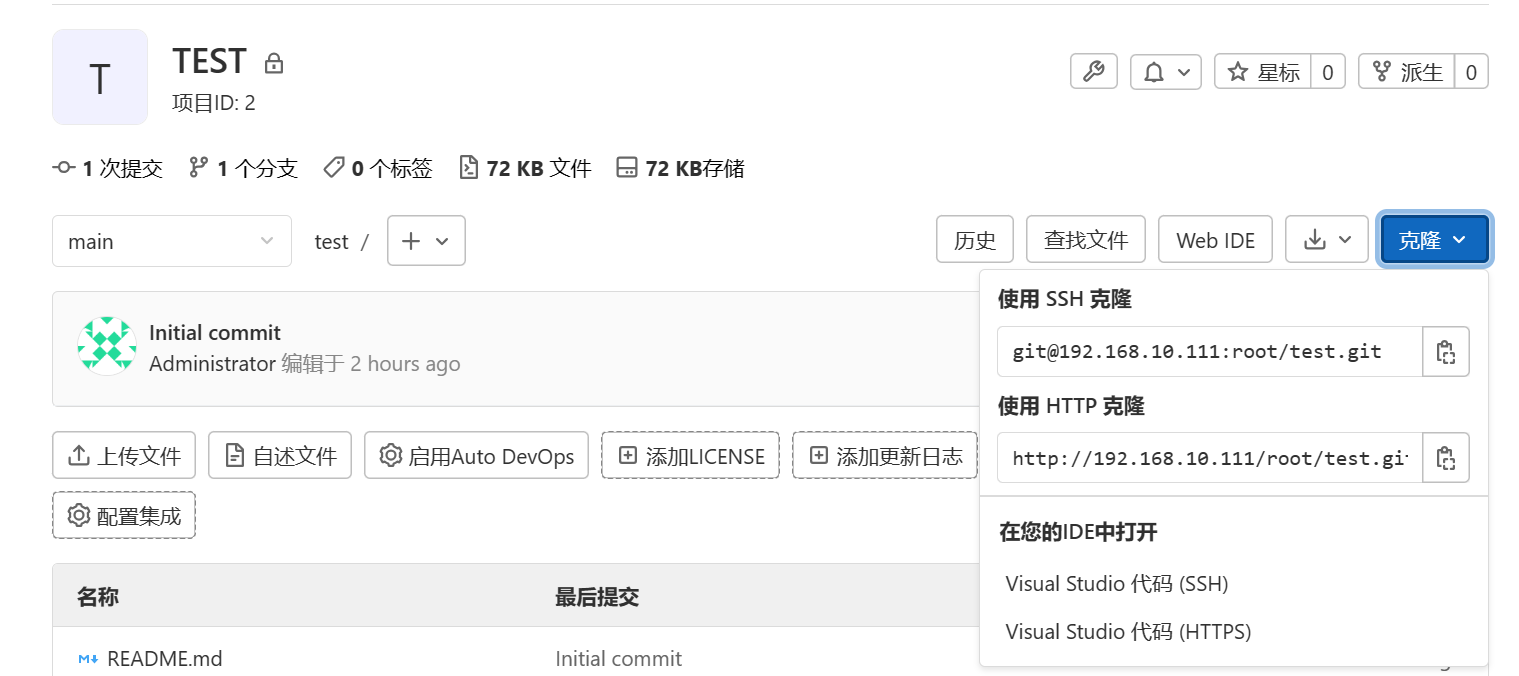 T
TEST
项目ID: 2
星标 0
派生 0
1 次提交 1 个分支 0 个标签 72 KB 文件 72 KB存储
main test / 历史 查找文件 Web IDE 克隆
使用 SSH 克隆
git@192.168.10.111:root/test.git
使用 HTTP 克隆
http://192.168.10.111/root/test.gi
在您的IDE中打开
Visual Studio 代码 (SSH)
Visual Studio 代码 (HTTPS)
Initial commit
Administrator 编辑于 2 hours ago
上传文件 自述文件 启用Auto DevOps 添加LICENSE 添加更新日志
配置集成
名称 最后提交
README.md Initial commit